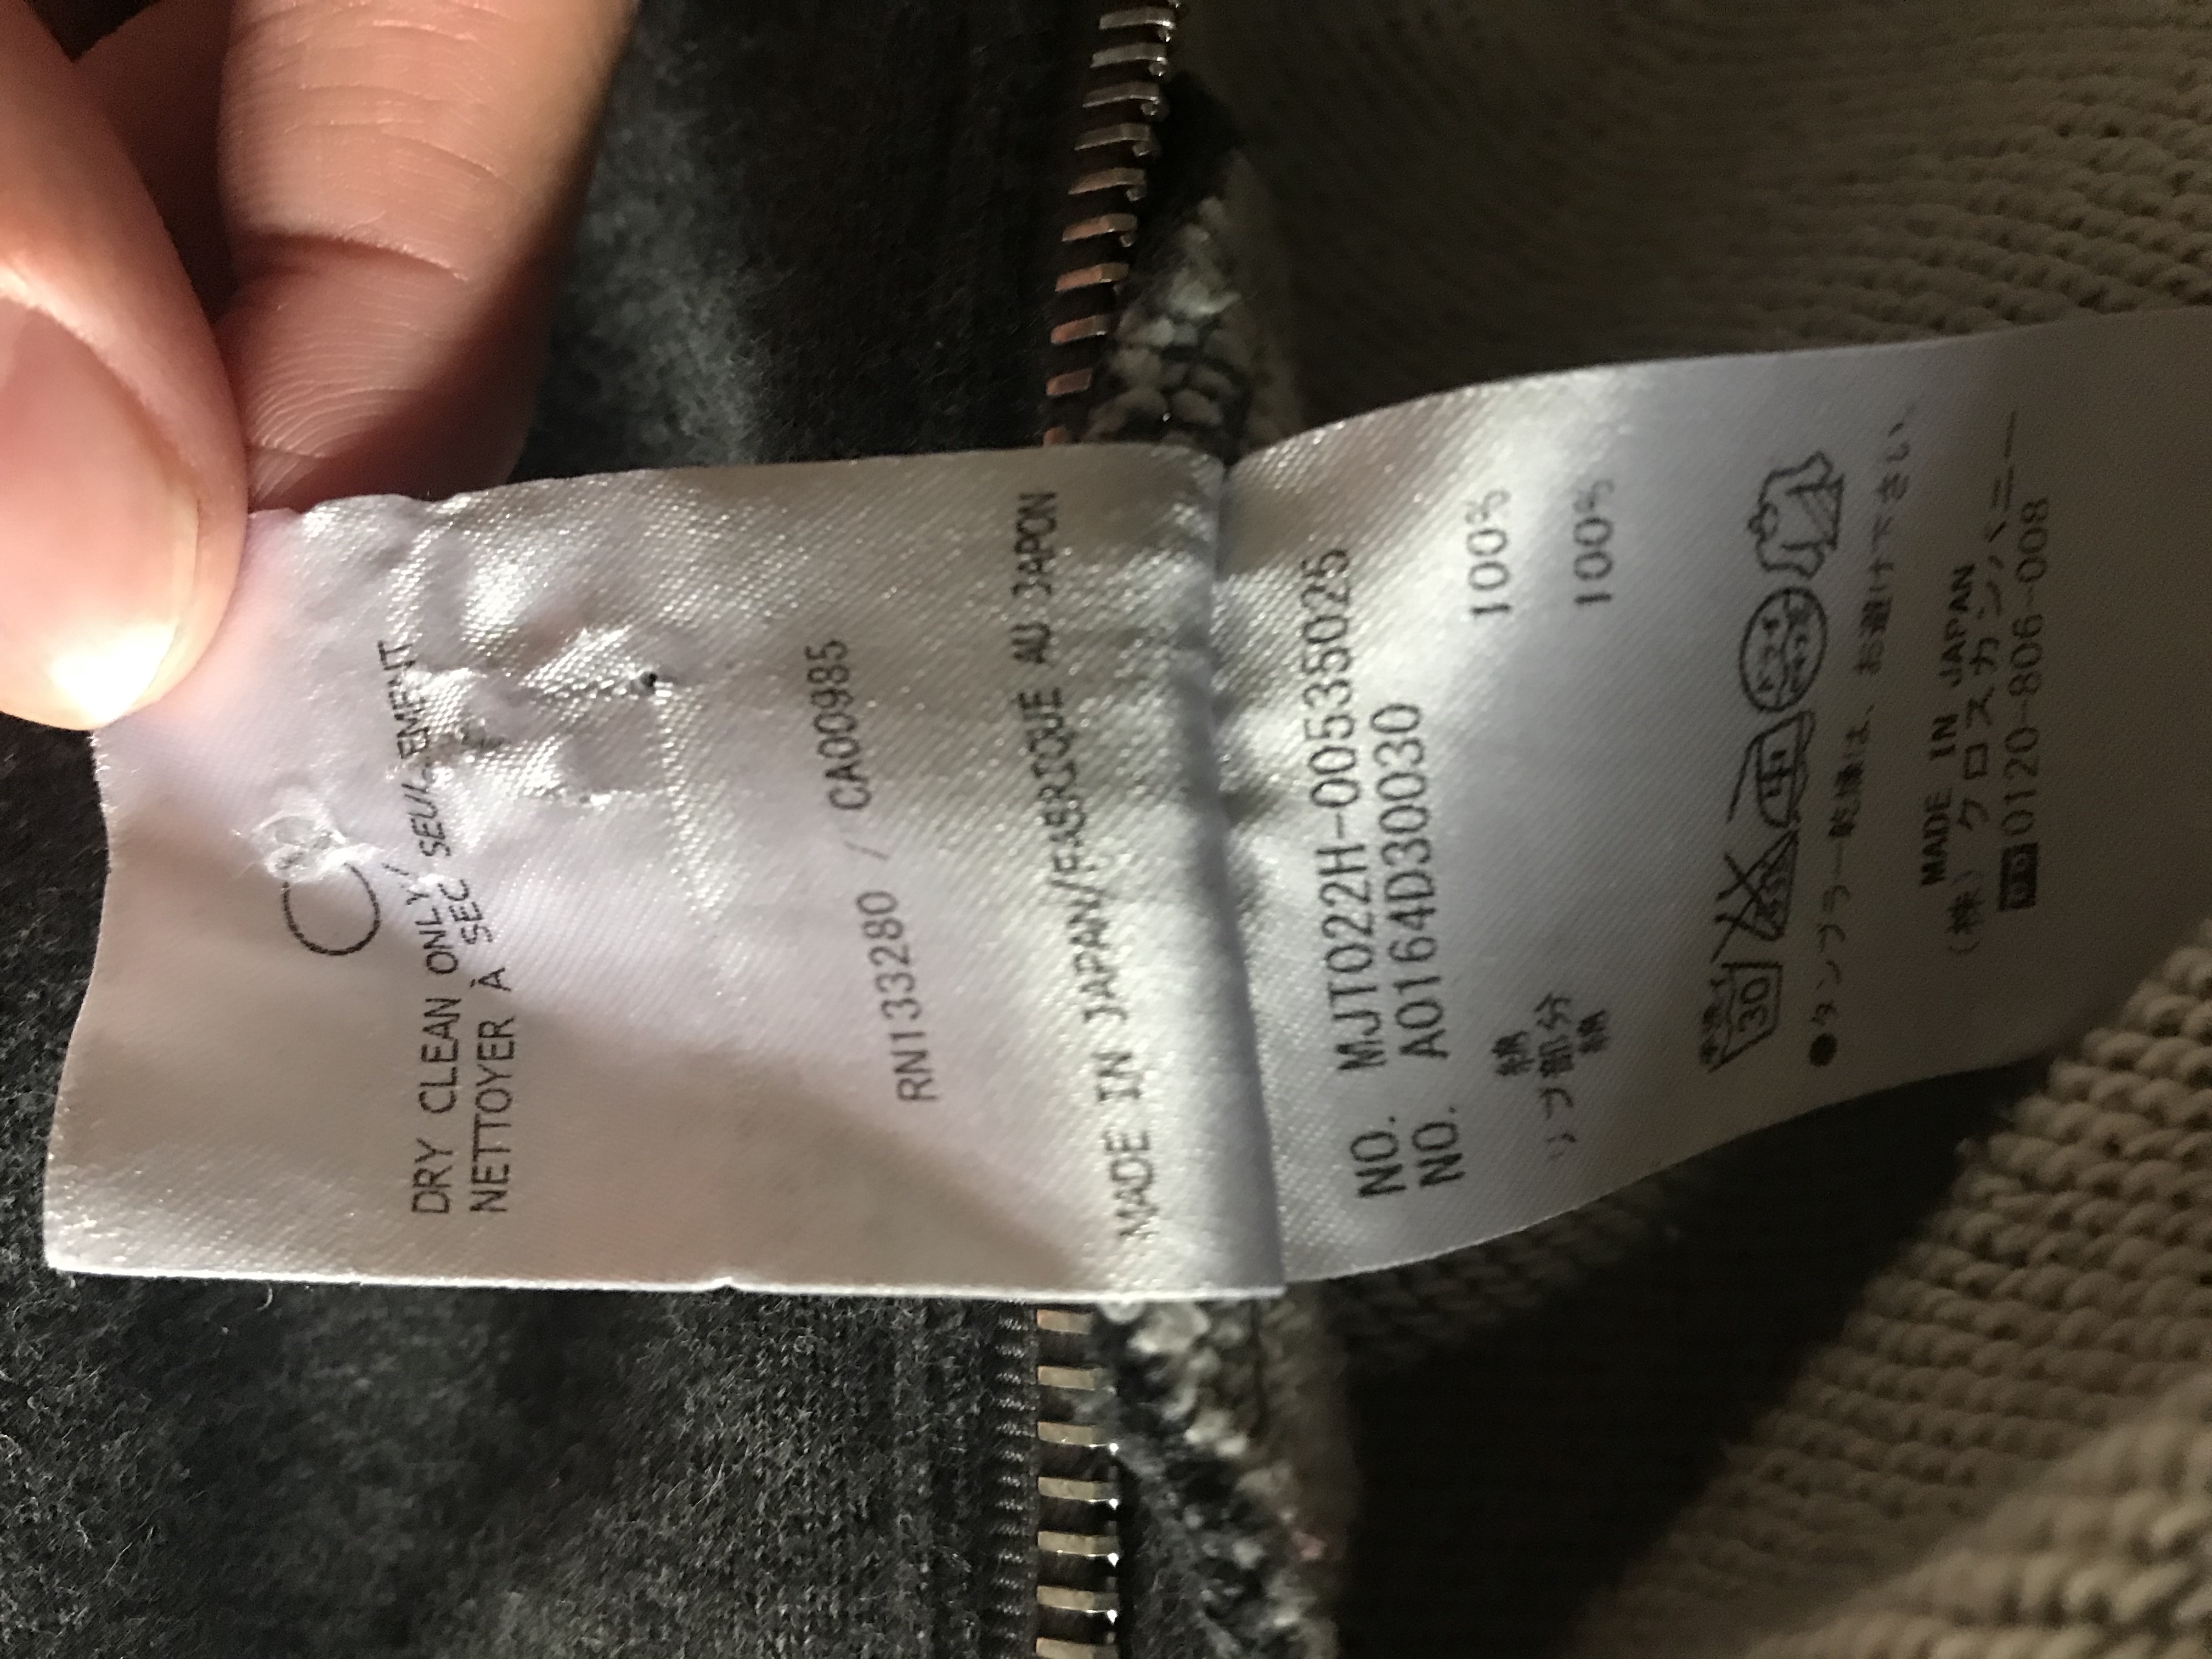 DRY CLEAN ONLY/
NETTOYER À SEC SEULEMENT
RN133280 / CA00985
MADE IN JAPAN/FABRIQUE AU JAPON
NO. MJT022H-00535025
NO. A0164D30030
綿 100%
リブ部分
綿 100%
30 中
●タンブラー乾燥は、お避け下さい
MADE IN JAPAN
(株) クロスカンパニー
0120-806-008